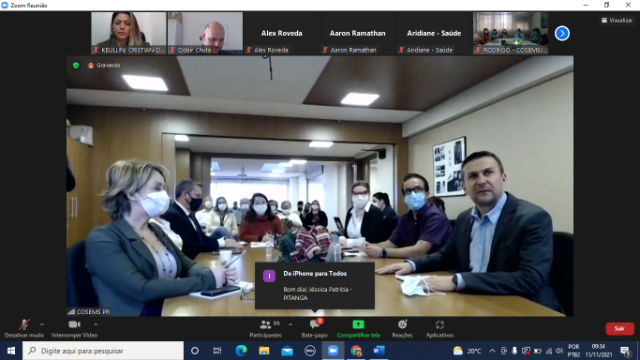 Zoom Reunião
Visualizar
KEULLIN( CRISTIAN O...
Odair Chuta
Alex Roveda
Alex Roveda
Aaron Ramathan
Aaron Ramathan
Aridiane - Saúde
Aridiane - Saúde
RODRIGO - COSEMS/...
Gravando
De iPhone para Todos
Bom dia! Jéssica Patrícia -
PITANGA
COSEMS PR
Desativar mudo
Interromper Vídeo
99
Participantes
Bate-papo
Compartilhar tela
Reações
Aplicativos
Sair
Digite aqui para pesquisar
20°C
POR
PTB2
09:34
11/11/2021